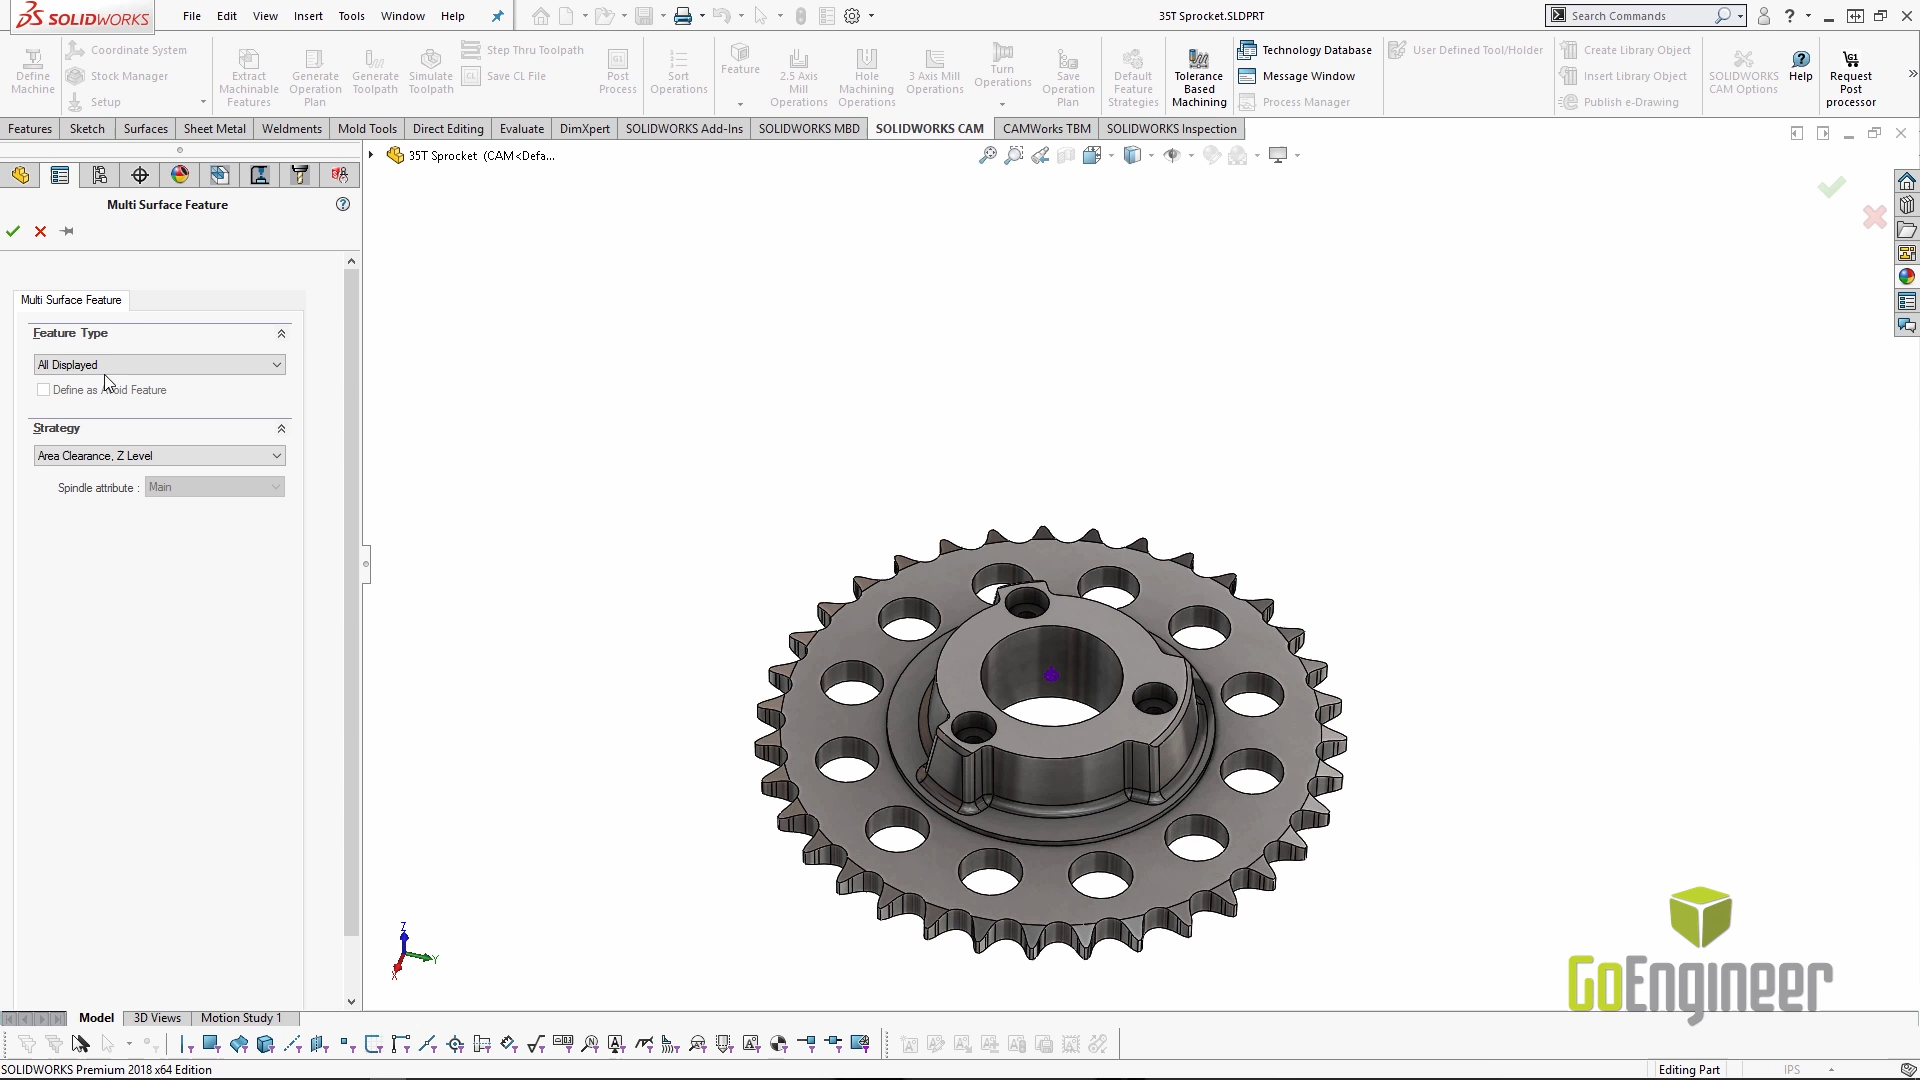 SOLIDWORKS
File Edit View Insert Tools Window Help
35T Sprocket.SLDPRT
Search Commands
Define Machine
Coordinate System
Stock Manager
Setup
Extract Machinable Features
Generate Operation Plan
Generate Toolpath
Simulate Toolpath
Step Thru Toolpath
Save CL File
G1
Post Process
Sort Operations
Feature
2.5 Axis Mill Operations
Hole Machining Operations
3 Axis Mill Operations
Turn Operations
Save Operation Plan
Default Feature Strategies
Tolerance Based Machining
Technology Database
Message Window
Process Manager
User Defined Tool/Holder
Create Library Object
Insert Library Object
Publish e-Drawing
SOLIDWORKS CAM Options
Help
G1
Request Post processor
Features Sketch Surfaces Sheet Metal Weldments Mold Tools Direct Editing Evaluate DimXpert SOLIDWORKS Add-Ins SOLIDWORKS MBD SOLIDWORKS CAM CAMWorks TBM SOLIDWORKS Inspection
35T Sprocket (CAM<Defa...
Multi Surface Feature
Multi Surface Feature
Feature Type
All Displayed
Define as Avoid Feature
Strategy
Area Clearance, Z Level
Spindle attribute : Main
Z
Y
X
GoEngineer
Model 3D Views Motion Study 1
SOLIDWORKS Premium 2018 x64 Edition
Editing Part
IPS